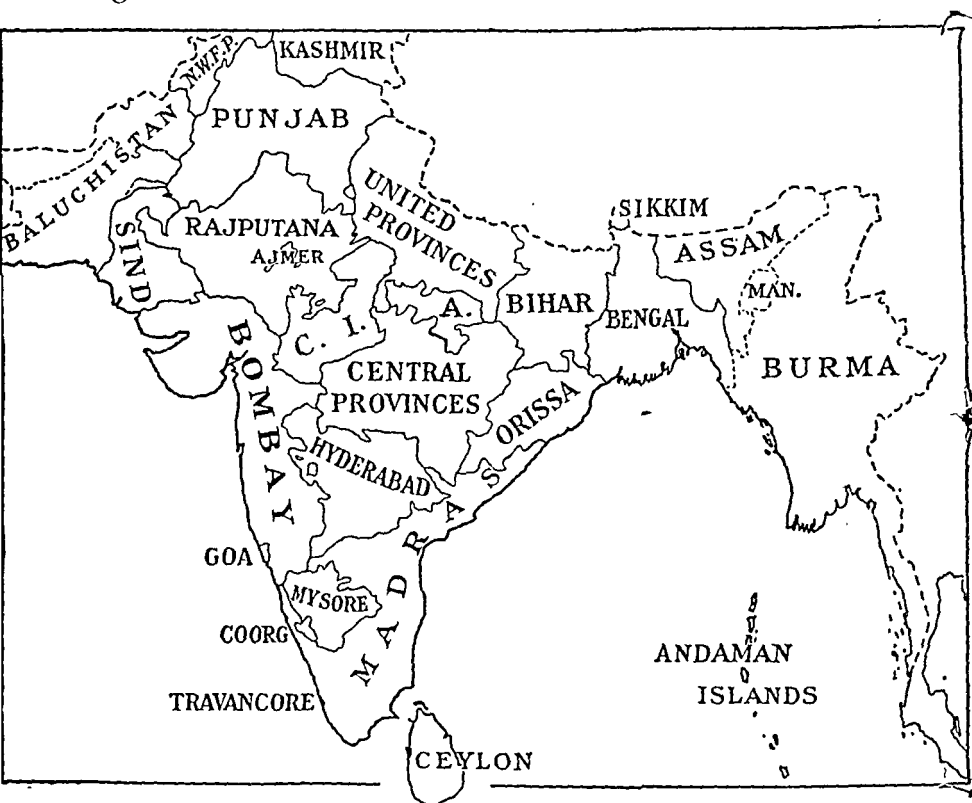 N.W.F.P.
KASHMIR
PUNJAB
BALUCHISTAN
UNITED
PROVINCES
SIND
RAJPUTANA
AJMER
SIKKIM
ASSAM
MAN.
C. I. A.
BIHAR
BENGAL
BURMA
BOMBAY
CENTRAL
PROVINCES
ORISSA
HYDERABAD
MADRAS
GOA
MYSORE
COORG
TRAVANCORE
ANDAMAN
ISLANDS
CEYLON